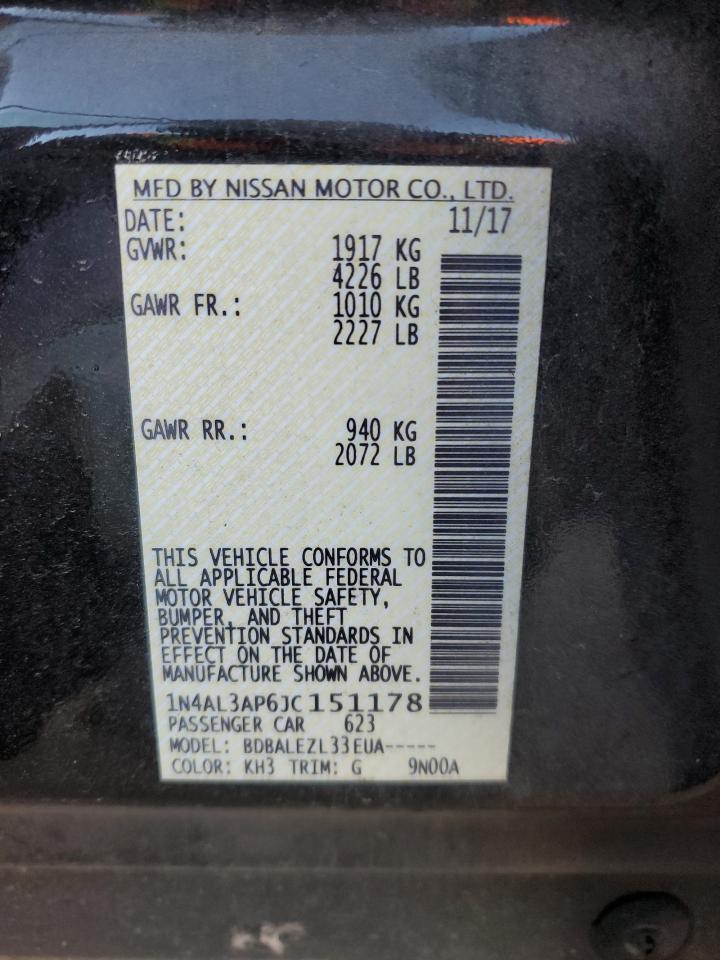 MFD BY NISSAN MOTOR CO., LTD.
DATE: 11/17
GVWR: 1917 KG
4226 LB
GAWR FR.: 1010 KG
2227 LB
GAWR RR.: 940 KG
2072 LB
THIS VEHICLE CONFORMS TO
ALL APPLICABLE FEDERAL
MOTOR VEHICLE SAFETY,
BUMPER, AND THEFT
PREVENTION STANDARDS IN
EFFECT ON THE DATE OF
MANUFACTURE SHOWN ABOVE.
1N4AL3AP6JC151178
PASSENGER CAR 623
MODEL: BDBALEZL33EUA-----
COLOR: KH3 TRIM: G 9N00A